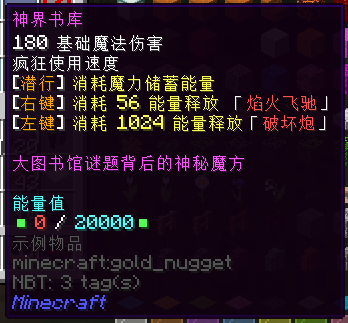 神界书库
180 基础魔法伤害
疯狂使用速度
[潜行] 消耗魔力储蓄能量
[右键] 消耗 56 能量释放「焰火飞驰」
[左键] 消耗 1024 能量释放「破坏炮」
大图书馆谜题背后的神秘魔方
能量值
▪ 0 / 20000 ▪
示例物品
minecraft:gold_nugget
NBT: 3 tag(s)
Minecraft